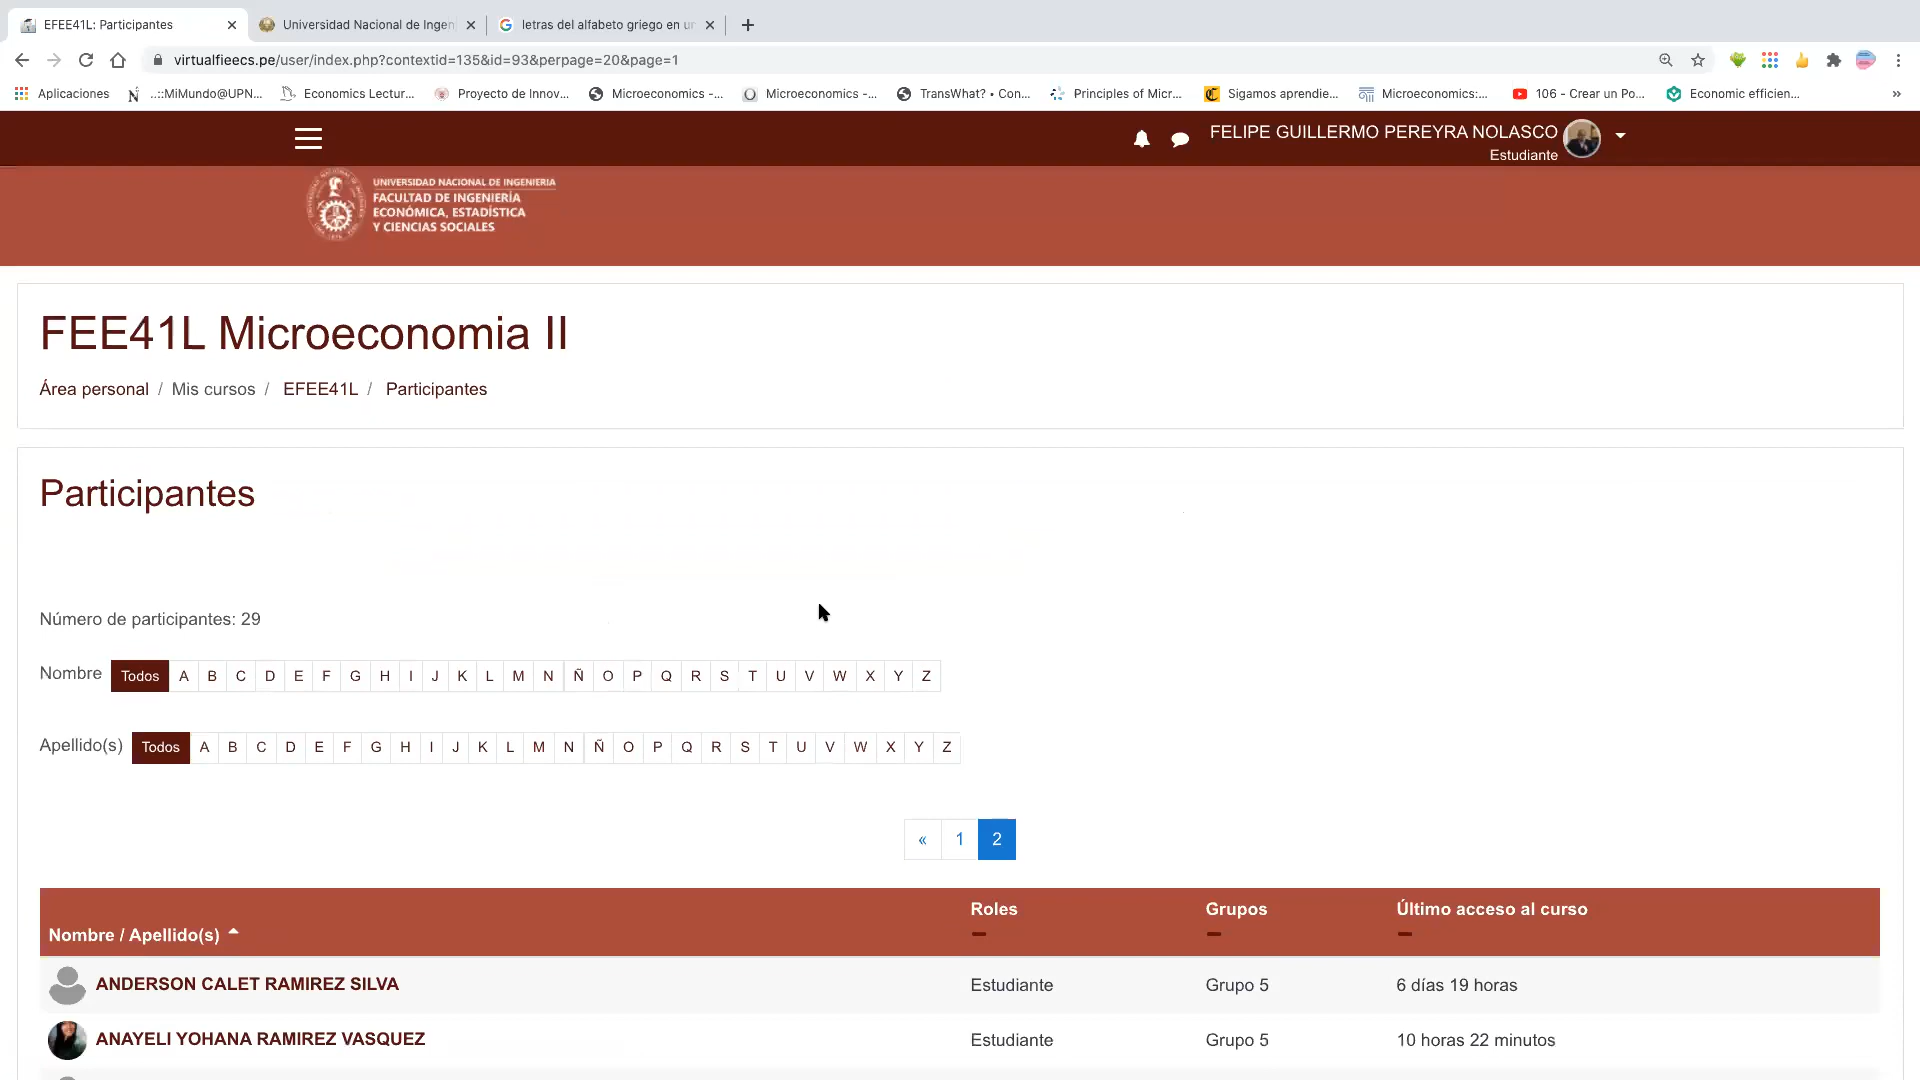 EFEE41L: Participantes
Universidad Nacional de Ingen
letras del alfabeto griego en un
virtualfieecs.pe/user/index.php?contextid=135&id=93&perpage=20&page=1
Aplicaciones
..::MiMundo@UPN...
Economics Lectur...
Proyecto de Innov...
Microeconomics -...
Microeconomics -...
TransWhat? • Con...
Principles of Micr...
Sigamos aprendie...
Microeconomics:...
106 - Crear un Po...
Economic efficien...
»
FELIPE GUILLERMO PEREYRA NOLASCO
Estudiante
UNIVERSIDAD NACIONAL DE INGENIERIA
FACULTAD DE INGENIERÍA
ECONÓMICA, ESTADÍSTICA
Y CIENCIAS SOCIALES
FEE41L Microeconomia II
Área personal / Mis cursos / EFEE41L / Participantes
Participantes
Número de participantes: 29
Nombre Todos A B C D E F G H I J K L M N Ñ O P Q R S T U V W X Y Z
Apellido(s) Todos A B C D E F G H I J K L M N Ñ O P Q R S T U V W X Y Z
« 1 2
Nombre / Apellido(s) Roles Grupos Último acceso al curso
ANDERSON CALET RAMIREZ SILVA Estudiante Grupo 5 6 días 19 horas
ANAYELI YOHANA RAMIREZ VASQUEZ Estudiante Grupo 5 10 horas 22 minutos